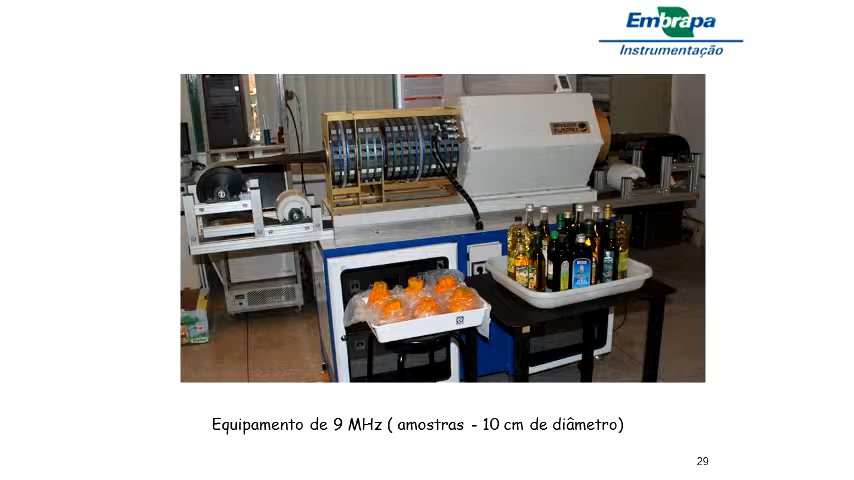 Embrapa
Instrumentação
Equipamento de 9 MHz ( amostras - 10 cm de diâmetro)
29